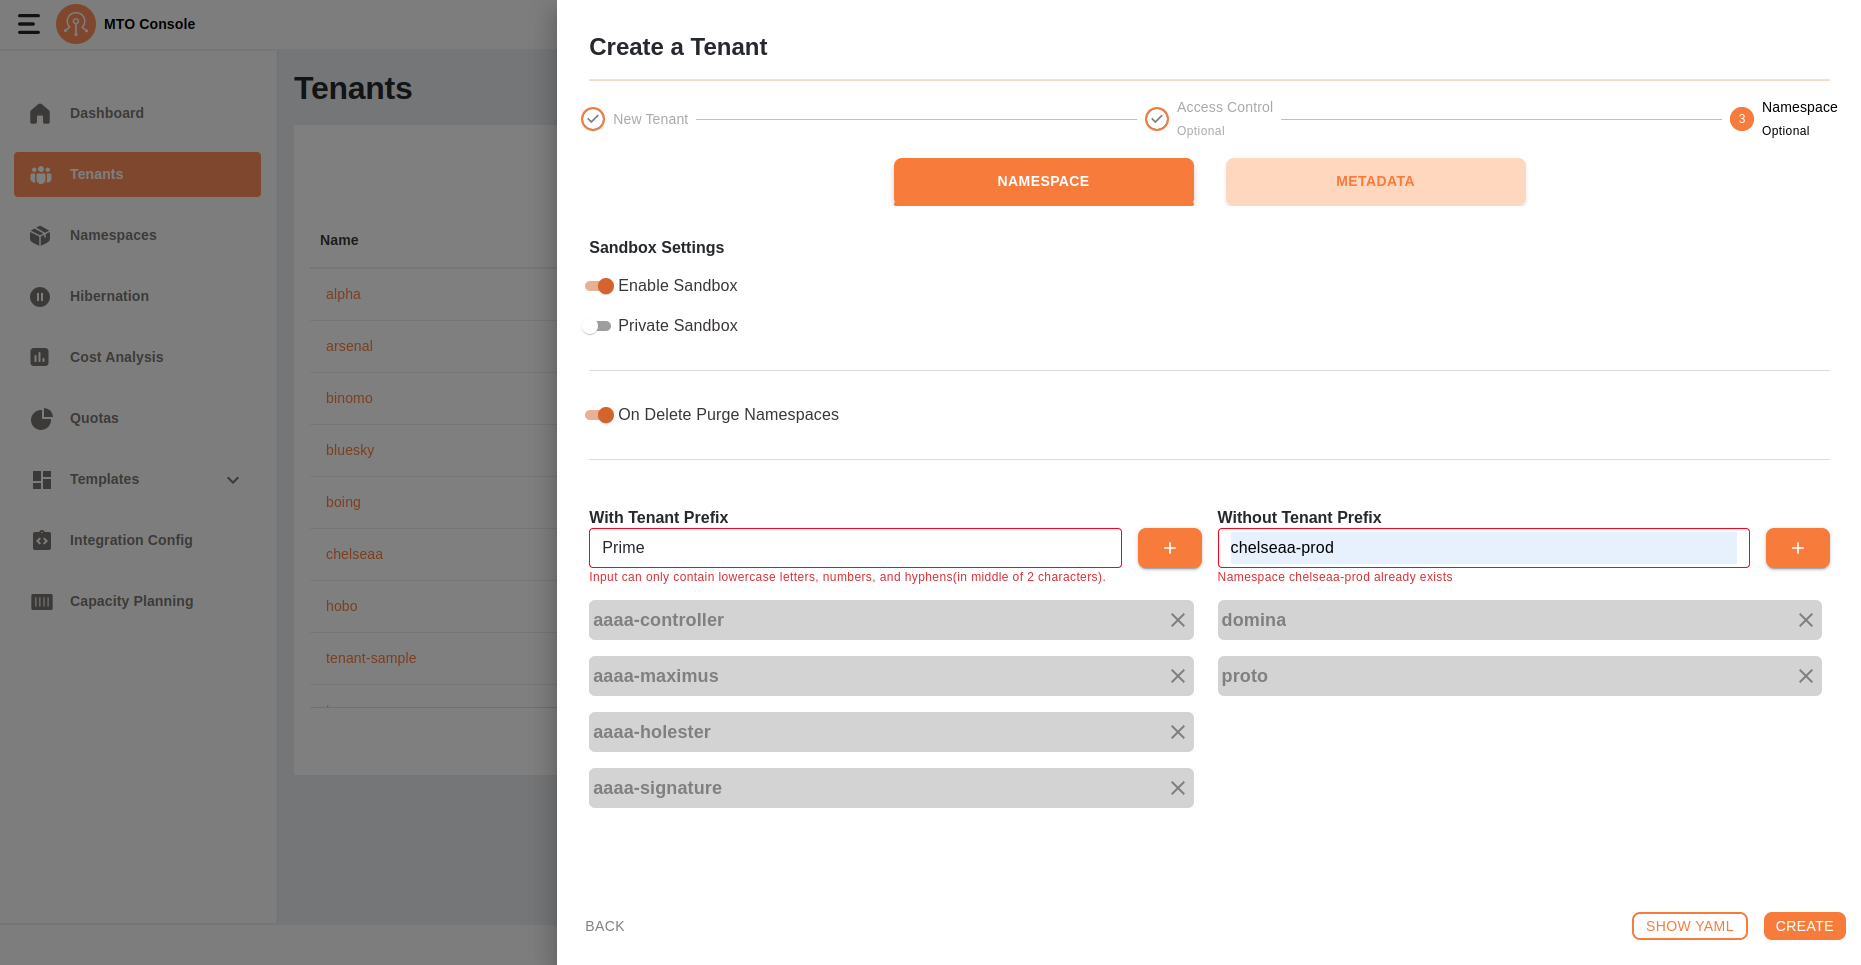 MTO Console
Dashboard
Tenants
Namespaces
Hibernation
Cost Analysis
Quotas
Templates
Integration Config
Capacity Planning
Tenants
Name
alpha
arsenal
binomo
bluesky
boing
chelseaa
hobo
tenant-sample
Create a Tenant
New Tenant
Access Control
Optional
3
Namespace
Optional
NAMESPACE
METADATA
Sandbox Settings
Enable Sandbox
Private Sandbox
On Delete Purge Namespaces
With Tenant Prefix
Prime
+
Input can only contain lowercase letters, numbers, and hyphens(in middle of 2 characters).
aaaa-controller
aaaa-maximus
aaaa-holester
aaaa-signature
Without Tenant Prefix
chelseaa-prod
+
Namespace chelseaa-prod already exists
domina
proto
BACK
SHOW YAML
CREATE